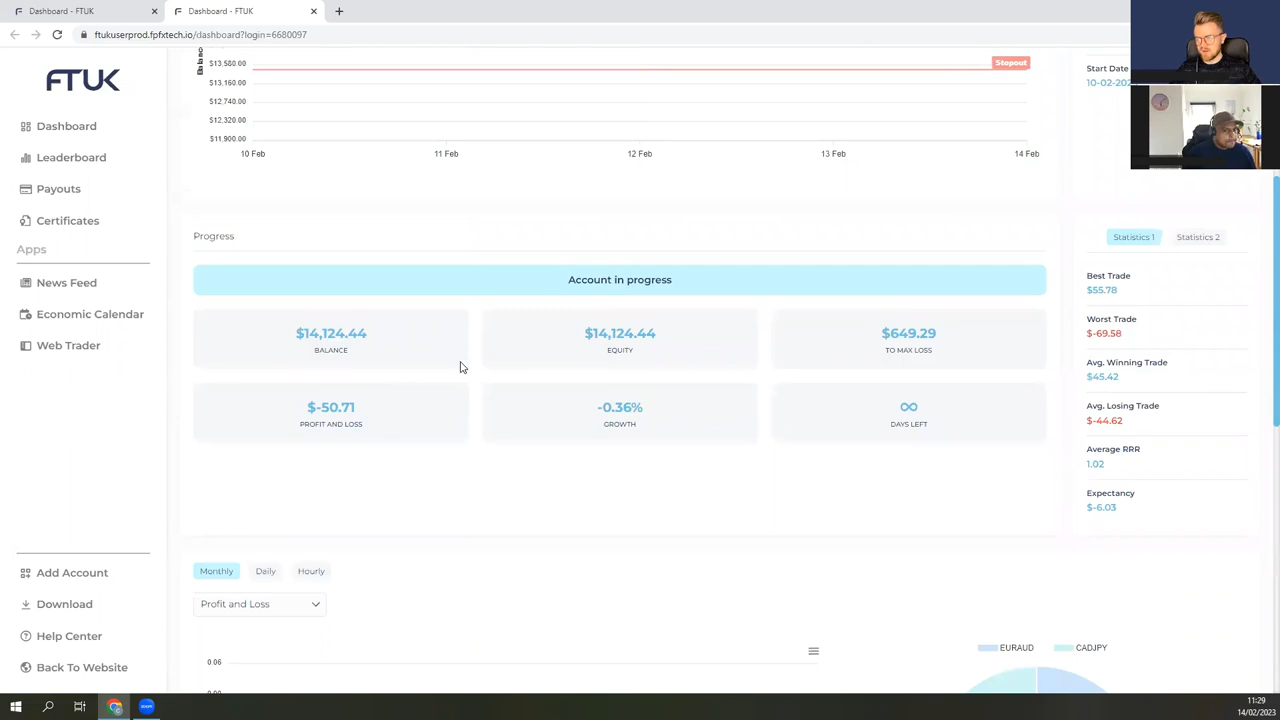 Dashboard - FTUK
Dashboard - FTUK
ftukuserprod.fpfxtech.io/dashboard?login=6680097
FTUK
Dashboard
Leaderboard
Payouts
Certificates
Apps
News Feed
Economic Calendar
Web Trader
Add Account
Download
Help Center
Back To Website
$13,580.00
$13,160.00
$12,740.00
$12,320.00
$11,900.00
Stopout
10 Feb 11 Feb 12 Feb 13 Feb 14 Feb
Start Date
Progress
Account in progress
$14,124.44
BALANCE
$14,124.44
EQUITY
$649.29
TO MAX LOSS
$-50.71
PROFIT AND LOSS
-0.36%
GROWTH
∞
DAYS LEFT
Statistics 1 Statistics 2
Best Trade
$55.78
Worst Trade
$-69.58
Avg. Winning Trade
$45.42
Avg. Losing Trade
$-44.62
Average RRR
1.02
Expectancy
$-6.03
Monthly Daily Hourly
Profit and Loss
0.06
EURAUD CADJPY
zoom
11:29
14/02/2023